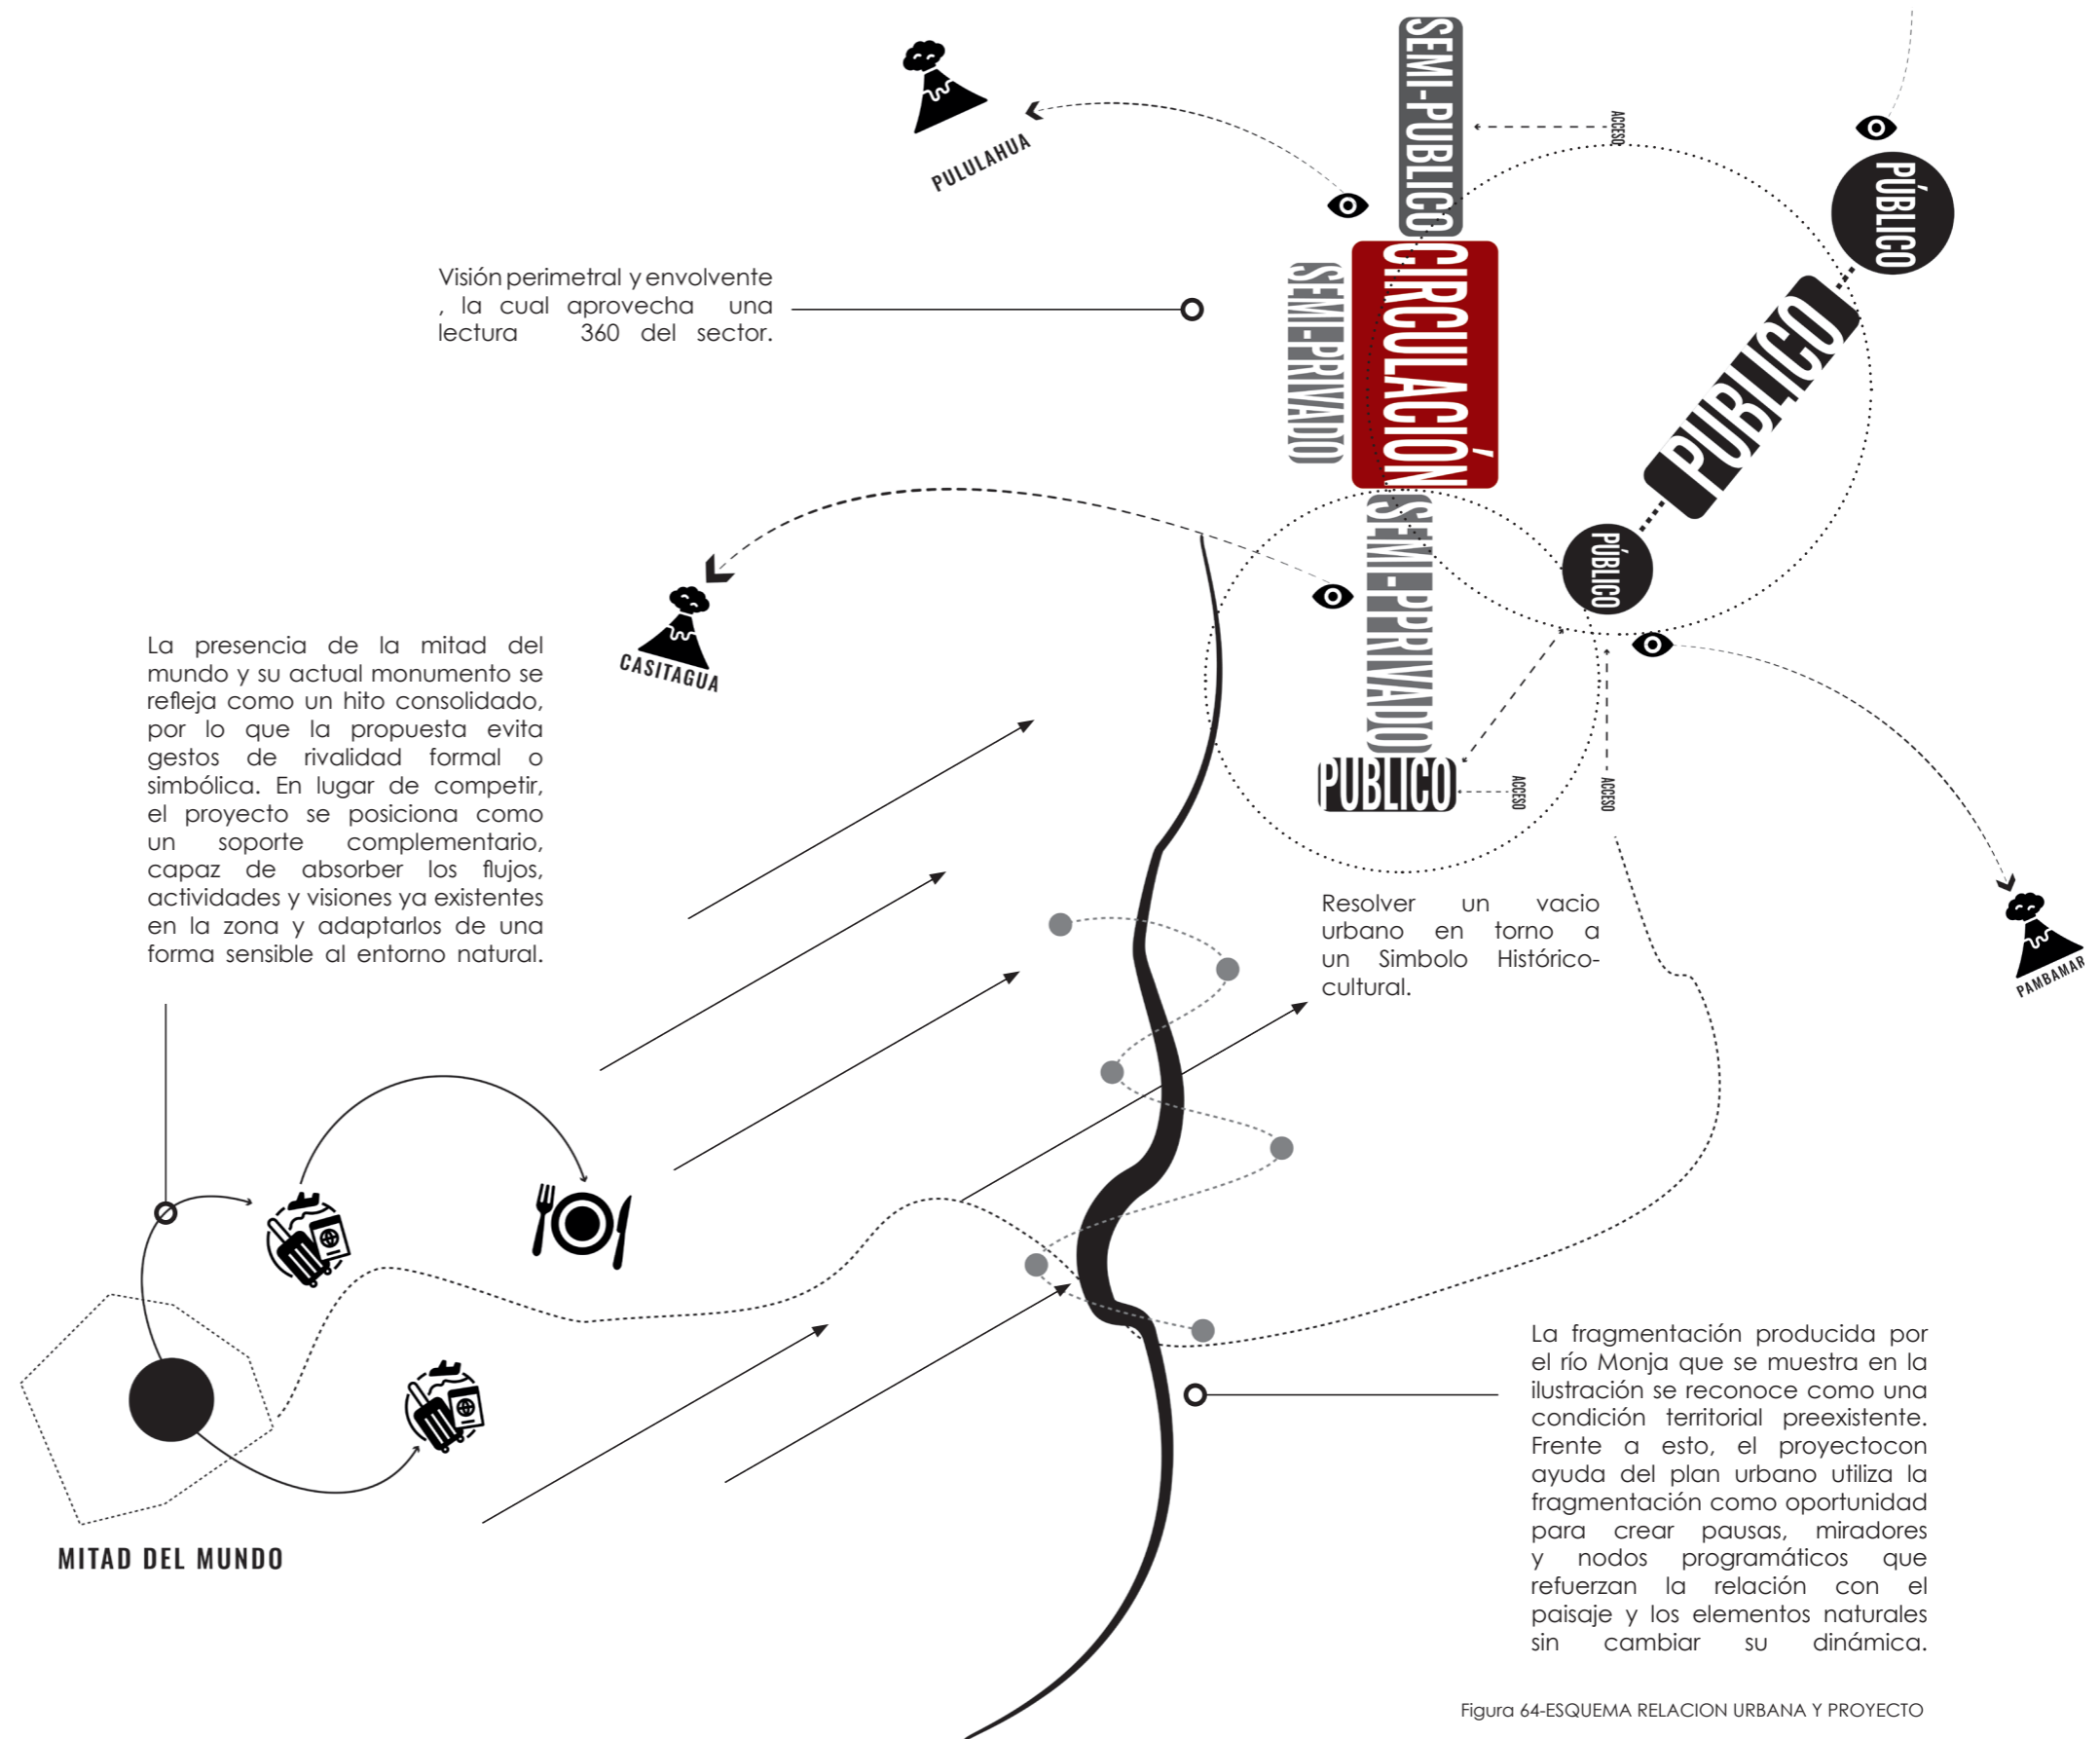 SEMI-PUBLICO
ACCESO
PÚBLICO
PULULAHUA
CIRCULACIÓN
SEMI-PRIVADO
PUBLICO
Visión perimetral y envolvente
, la cual aprovecha una
lectura 360 del sector.
SEMI-PRIVADO
PÚBLICO
CASITAGUA
PUBLICO
ACCESO
ACCESO
La presencia de la mitad del
mundo y su actual monumento se
refleja como un hito consolidado,
por lo que la propuesta evita
gestos de rivalidad formal o
simbólica. En lugar de competir,
el proyecto se posiciona como
un soporte complementario,
capaz de absorber los flujos,
actividades y visiones ya existentes
en la zona y adaptarlos de una
forma sensible al entorno natural.
Resolver un vacio
urbano en torno a
un Simbolo Histórico-
cultural.
PAMBAMAR
MITAD DEL MUNDO
La fragmentación producida por
el río Monja que se muestra en la
ilustración se reconoce como una
condición territorial preexistente.
Frente a esto, el proyectocon
ayuda del plan urbano utiliza la
fragmentación como oportunidad
para crear pausas, miradores
y nodos programáticos que
refuerzan la relación con el
paisaje y los elementos naturales
sin cambiar su dinámica.
Figura 64-ESQUEMA RELACION URBANA Y PROYECTO